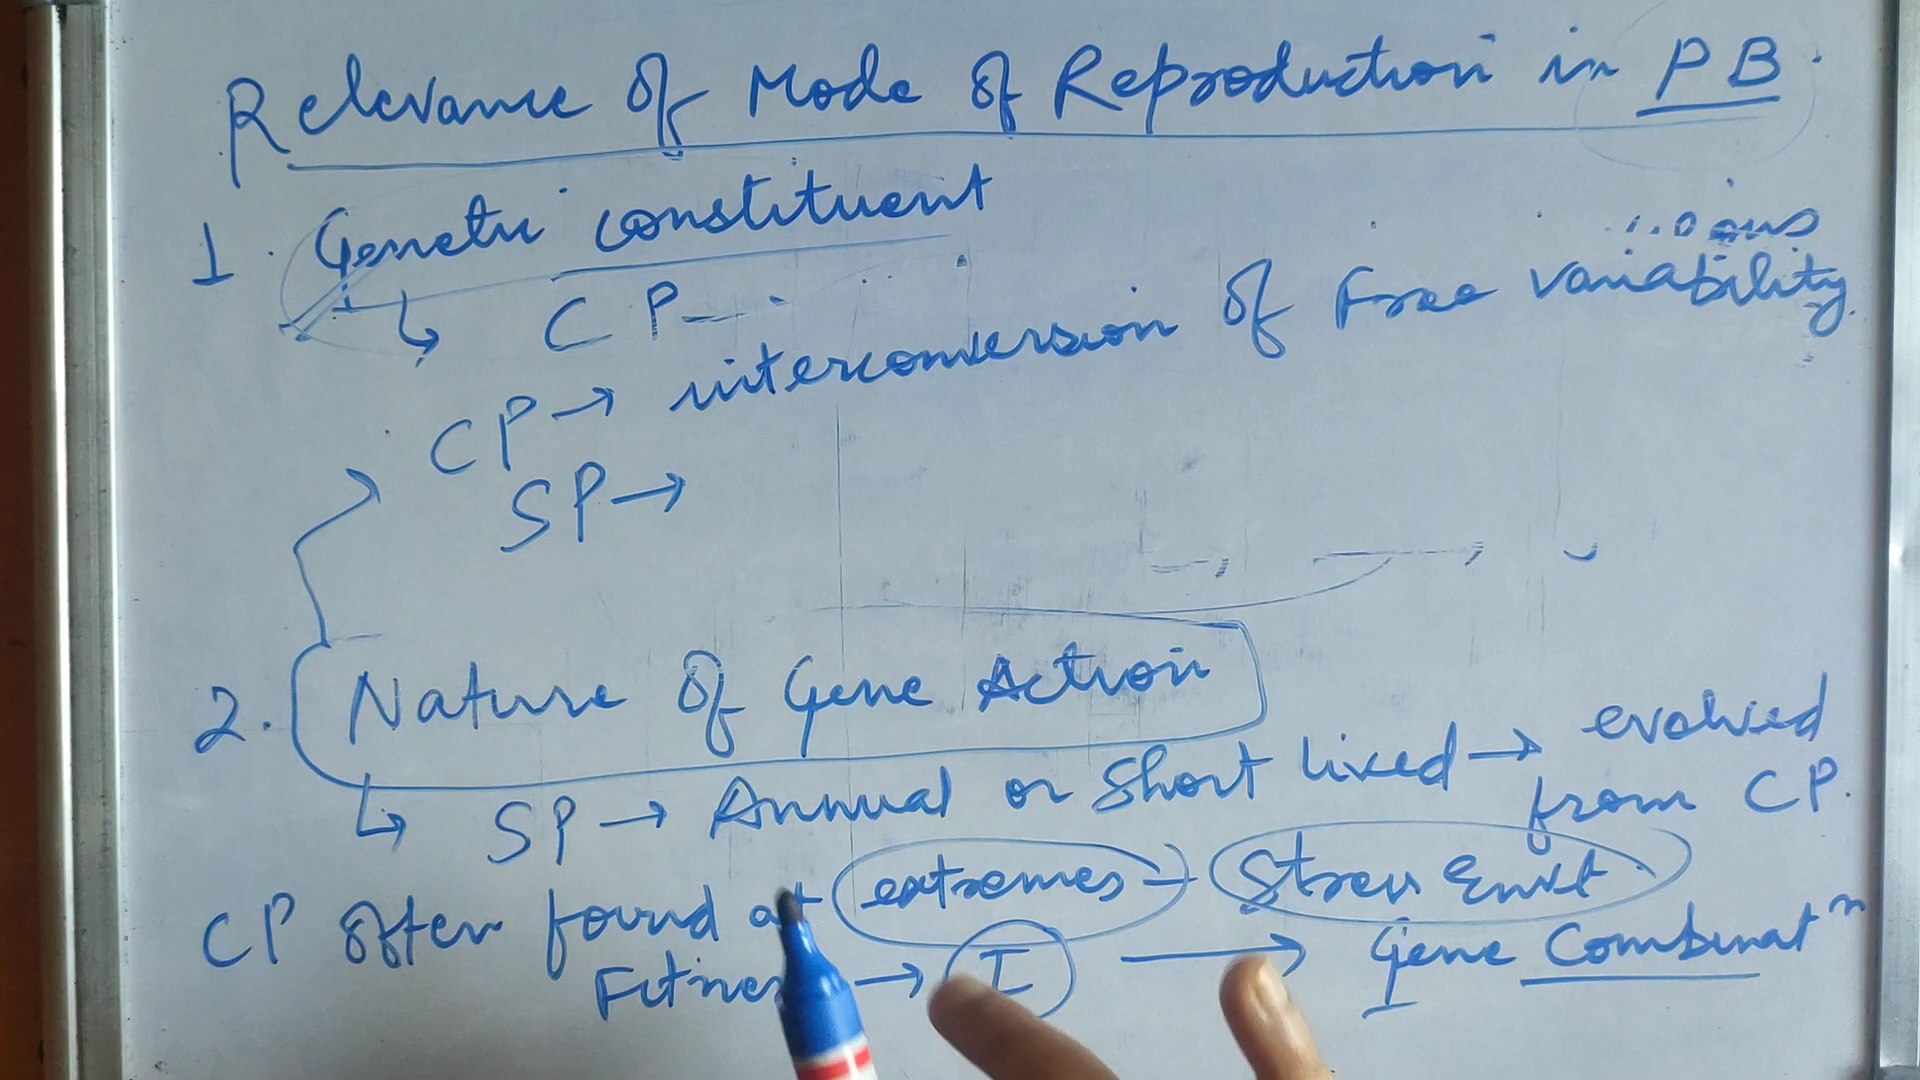 Relevance of Mode of Reproduction in PB
1. Genetic constituent
CP
CP → interconversion of Free variability
SP →
2. Nature of Gene Action
SP → Annual or Short lived → evolved from CP.
CP often found at extremes - Stress Envt
→ I → Gene Combinatn